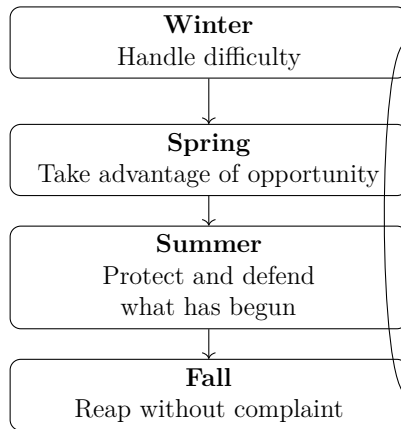 Winter
Handle difficulty
Spring
Take advantage of opportunity
Summer
Protect and defend
what has begun
Fall
Reap without complaint